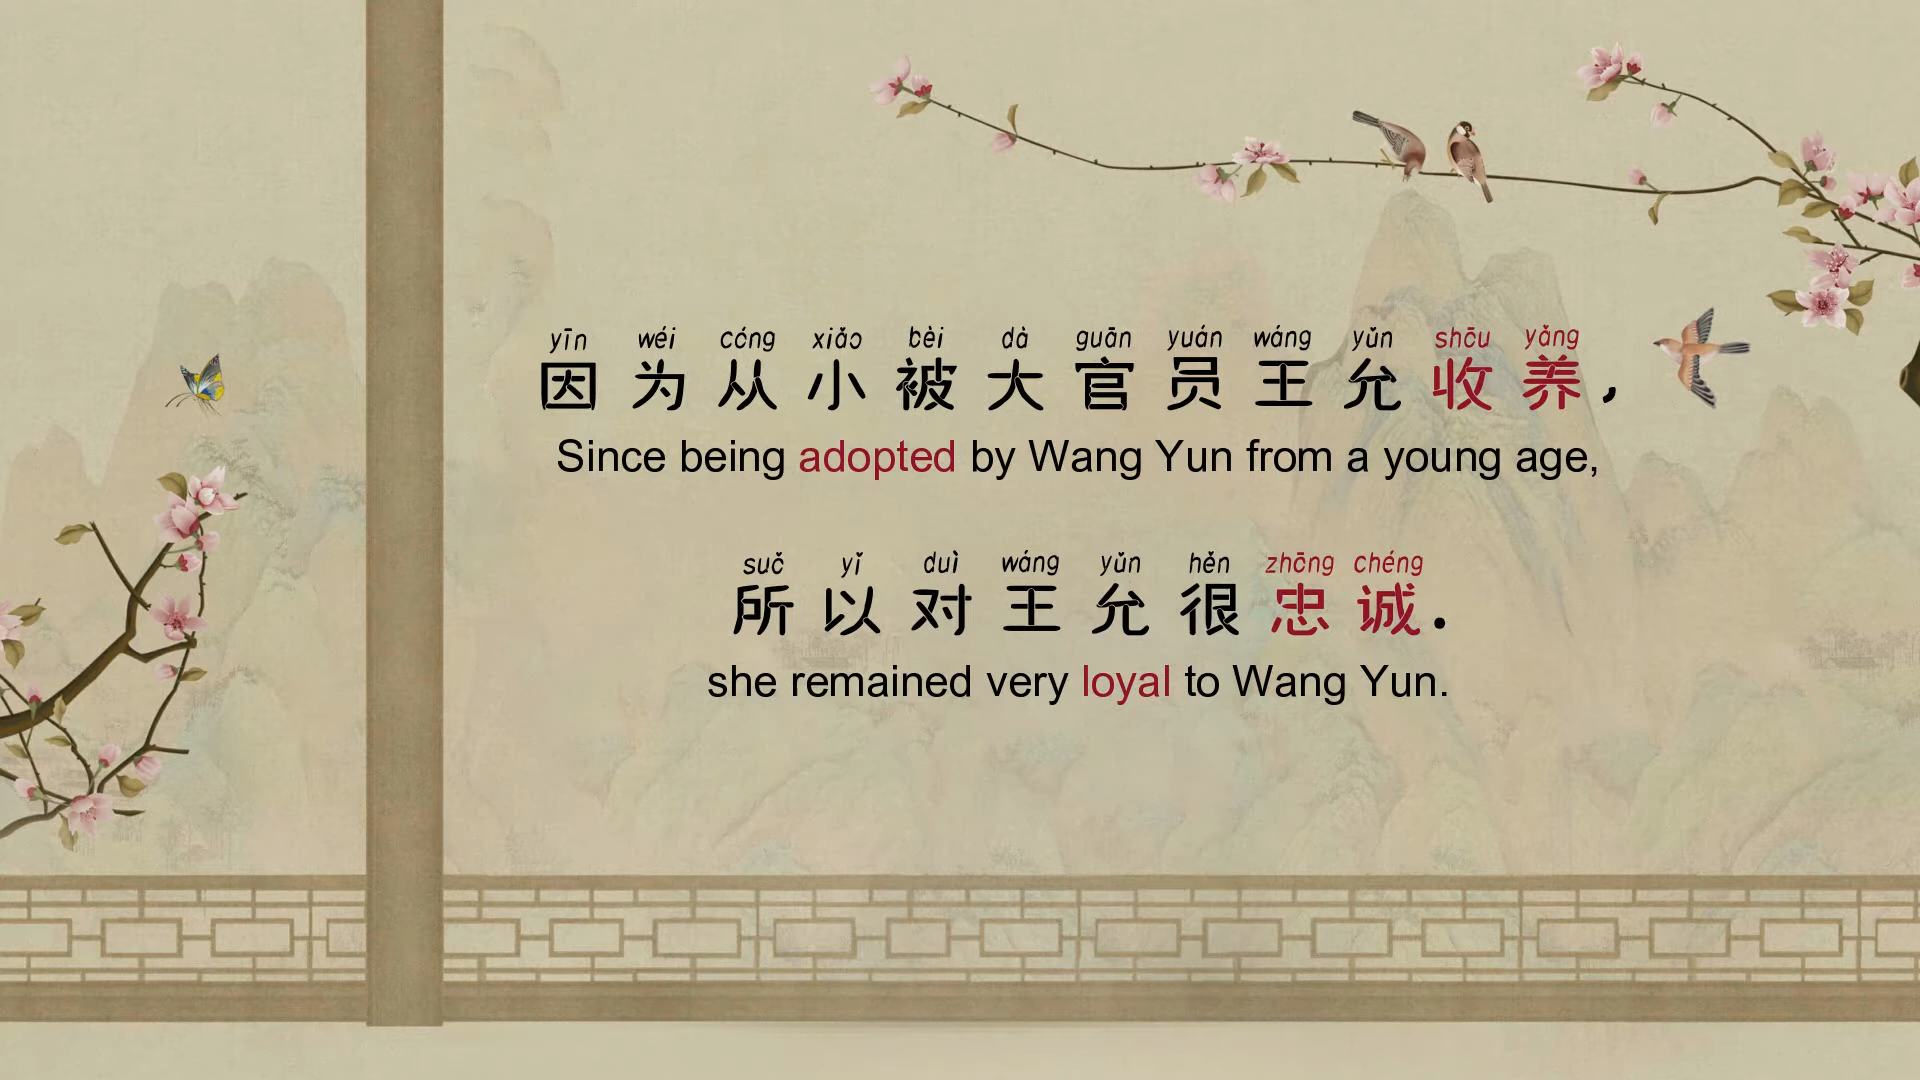 yīn wéi cóng xiǎo bèi dà guān yuán wáng yǔn shōu yǎng
因为从小被大官员王允收养，
Since being adopted by Wang Yun from a young age,
suǒ yǐ duì wáng yǔn hěn zhōng chéng
所以对王允很忠诚.
she remained very loyal to Wang Yun.